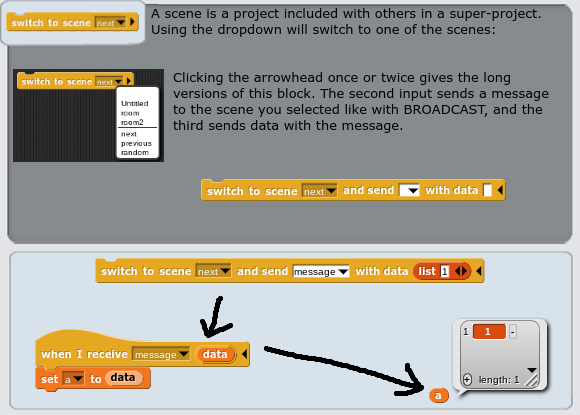 switch to scene next
A scene is a project included with others in a super-project.
Using the dropdown will switch to one of the scenes:
switch to scene next
Untitled
room
room2
next
previous
random
Clicking the arrowhead once or twice gives the long
versions of this block. The second input sends a message
to the scene you selected like with BROADCAST, and the
third sends data with the message.
switch to scene next and send with data
switch to scene next and send message with data list 1
when I receive message data
set a to data
1 1 -
+ length: 1
a